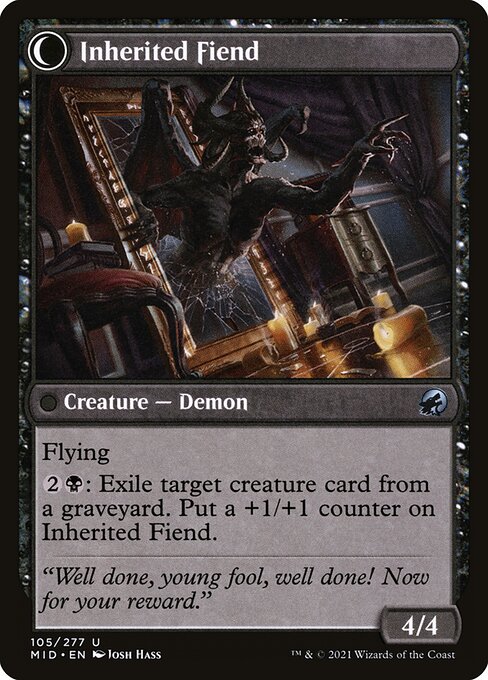 Inherited Fiend
Creature — Demon
Flying
2: Exile target creature card from
a graveyard. Put a +1/+1 counter on
Inherited Fiend.
“Well done, young fool, well done! Now
for your reward.”
4/4
105/277 U
MID • EN Josh Hass
™ & © 2021 Wizards of the Coast